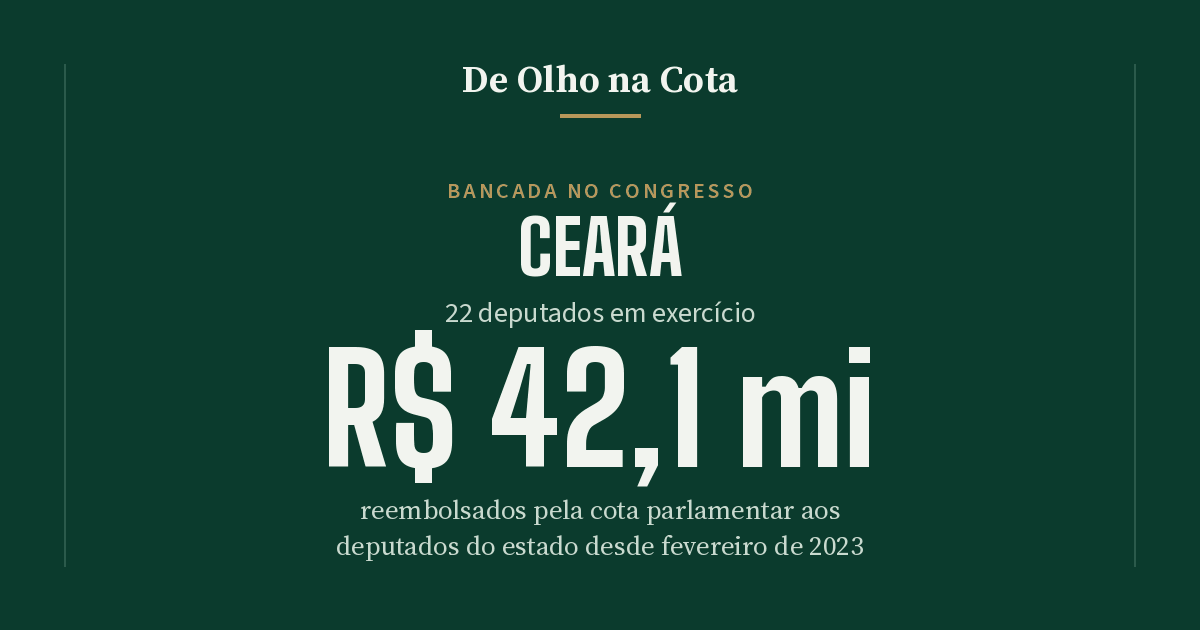 De Olho na Cota
BANCADA NO CONGRESSO
CEARÁ
22 deputados em exercício
R$ 42,1 mi
reembolsados pela cota parlamentar aos
deputados do estado desde fevereiro de 2023